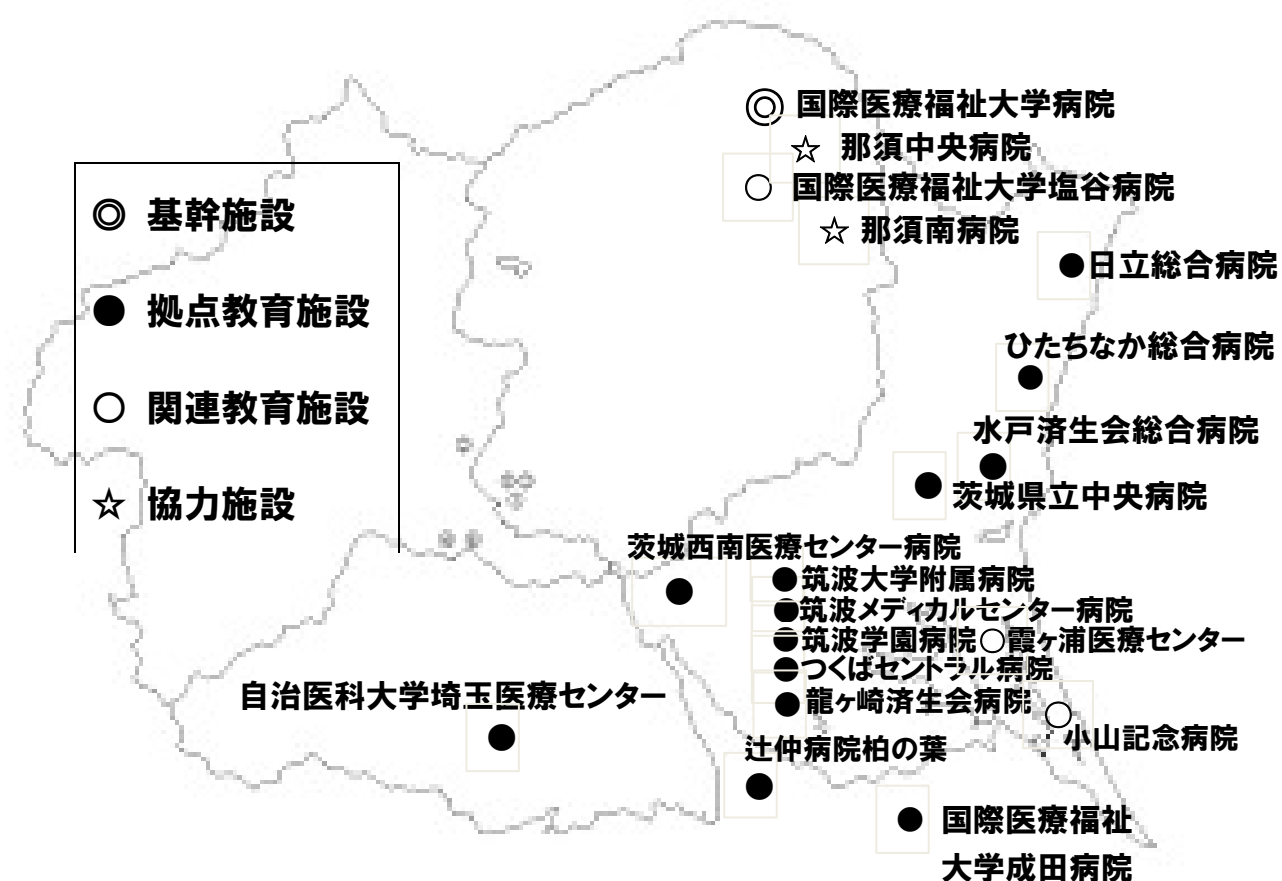 ◎ 国際医療福祉大学病院
☆ 那須中央病院
○ 国際医療福祉大学塩谷病院
☆ 那須南病院
◎ 基幹施設
● 拠点教育施設
○ 関連教育施設
☆ 協力施設
●日立総合病院
ひたちなか総合病院
●
水戸済生会総合病院
●
● 茨城県立中央病院
茨城西南医療センター病院
●
●筑波大学附属病院
●筑波メディカルセンター病院
●筑波学園病院○霞ヶ浦医療センター
●つくばセントラル病院
●龍ヶ崎済生会病院
自治医科大学埼玉医療センター
●
○
小山記念病院
辻仲病院柏の葉
●
● 国際医療福祉
大学成田病院